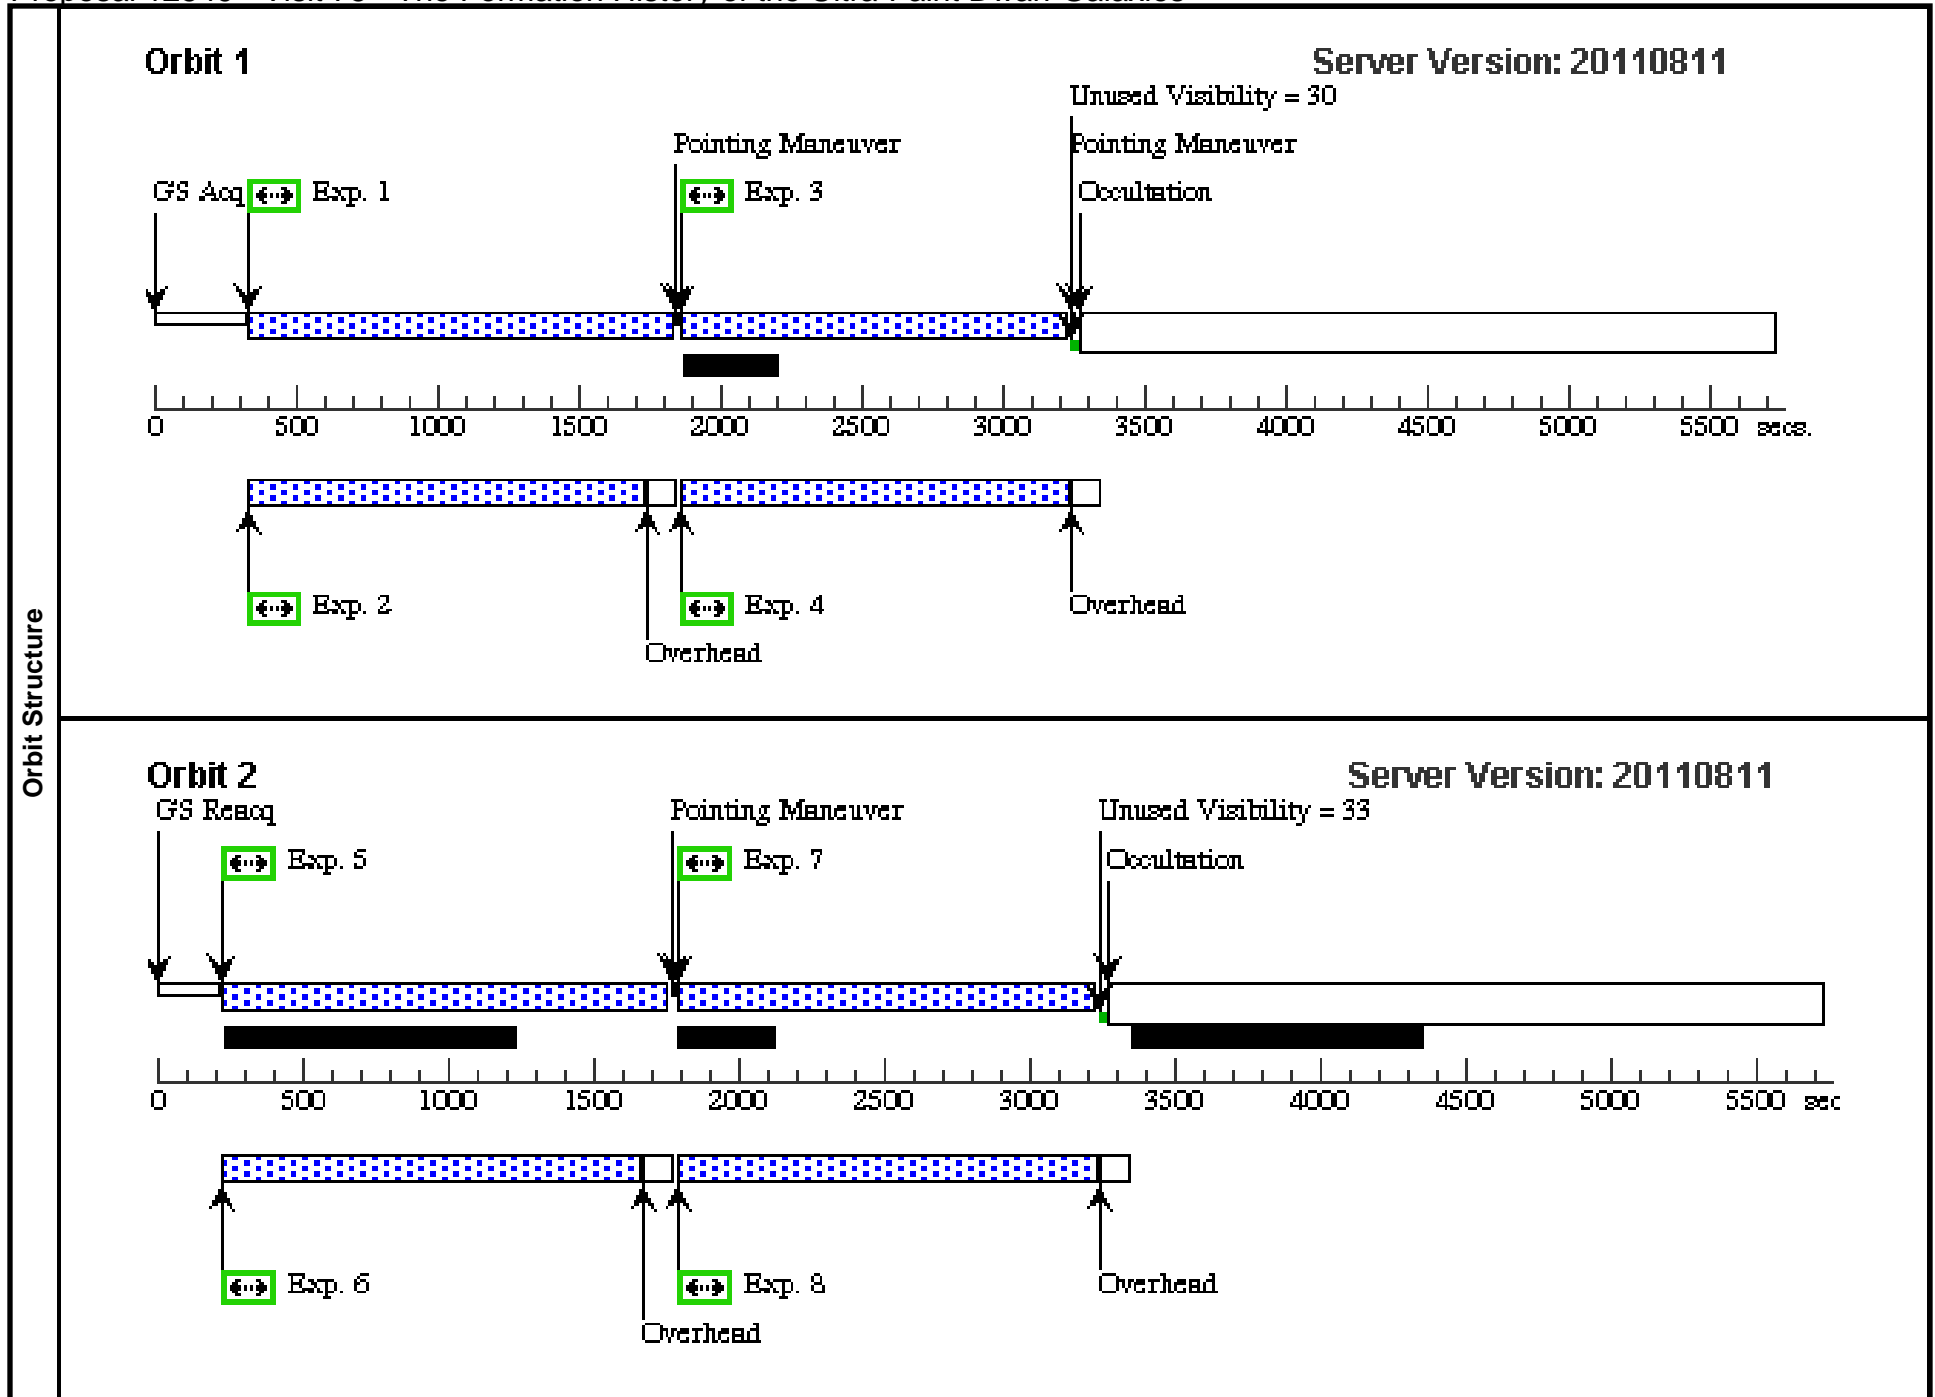 Orbit Structure
Orbit 1
Server Version: 20110811
Unused Visibility = 30
Pointing Maneuver
Pointing Maneuver
GS Acq
Exp. 1
Exp. 3
Occultation
0 500 1000 1500 2000 2500 3000 3500 4000 4500 5000 5500 secs.
Exp. 2
Exp. 4
Overhead
Overhead
Orbit 2
Server Version: 20110811
GS Reacq
Pointing Maneuver
Unused Visibility = 33
Exp. 5
Exp. 7
Occultation
0 500 1000 1500 2000 2500 3000 3500 4000 4500 5000 5500 sec
Exp. 6
Exp. 8
Overhead
Overhead